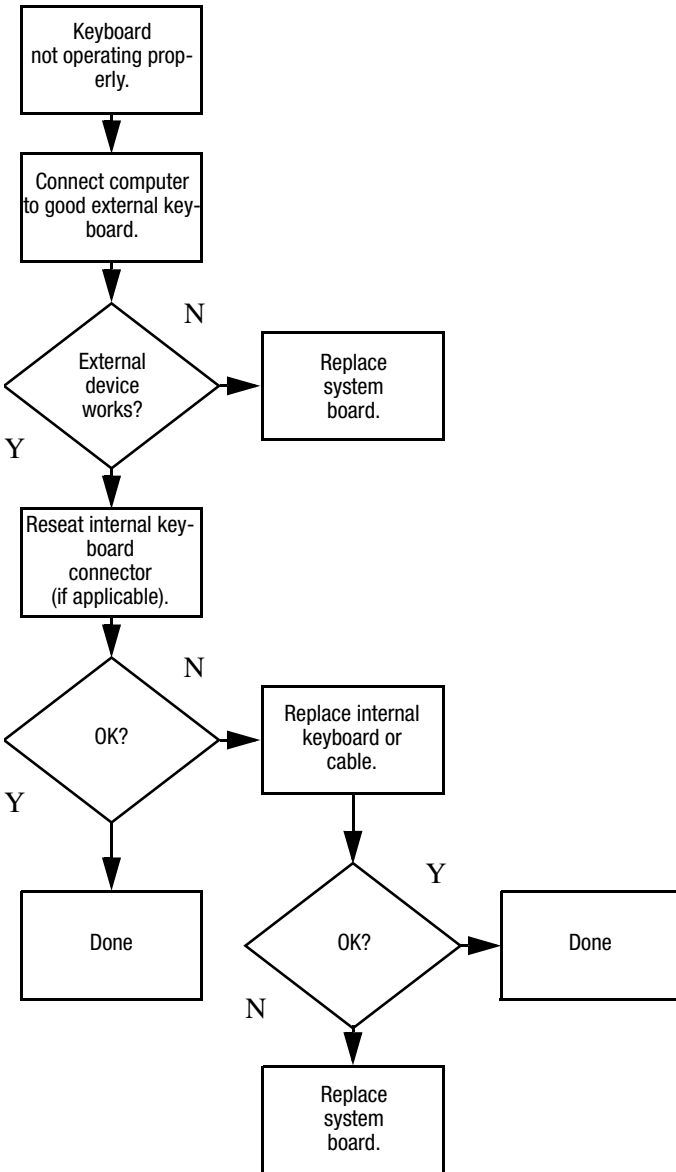 Keyboard
not operating prop-
erly.
Connect computer
to good external key-
board.
N
External
device
works?
Replace
system
board.
Y
Reseat internal key-
board
connector
(if applicable).
N
OK?
Replace internal
keyboard or
cable.
Y
Y
Done
OK?
Done
N
Replace
system
board.